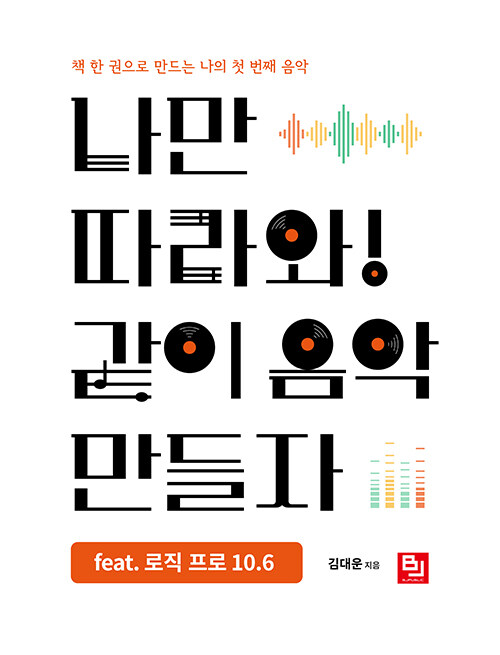 책 한 권으로 만드는 나의 첫 번째 음악
나만
따라와!
같이 음악
만들자
feat. 로직 프로 10.6
김대운 지음
BJ
BJPUBLIC